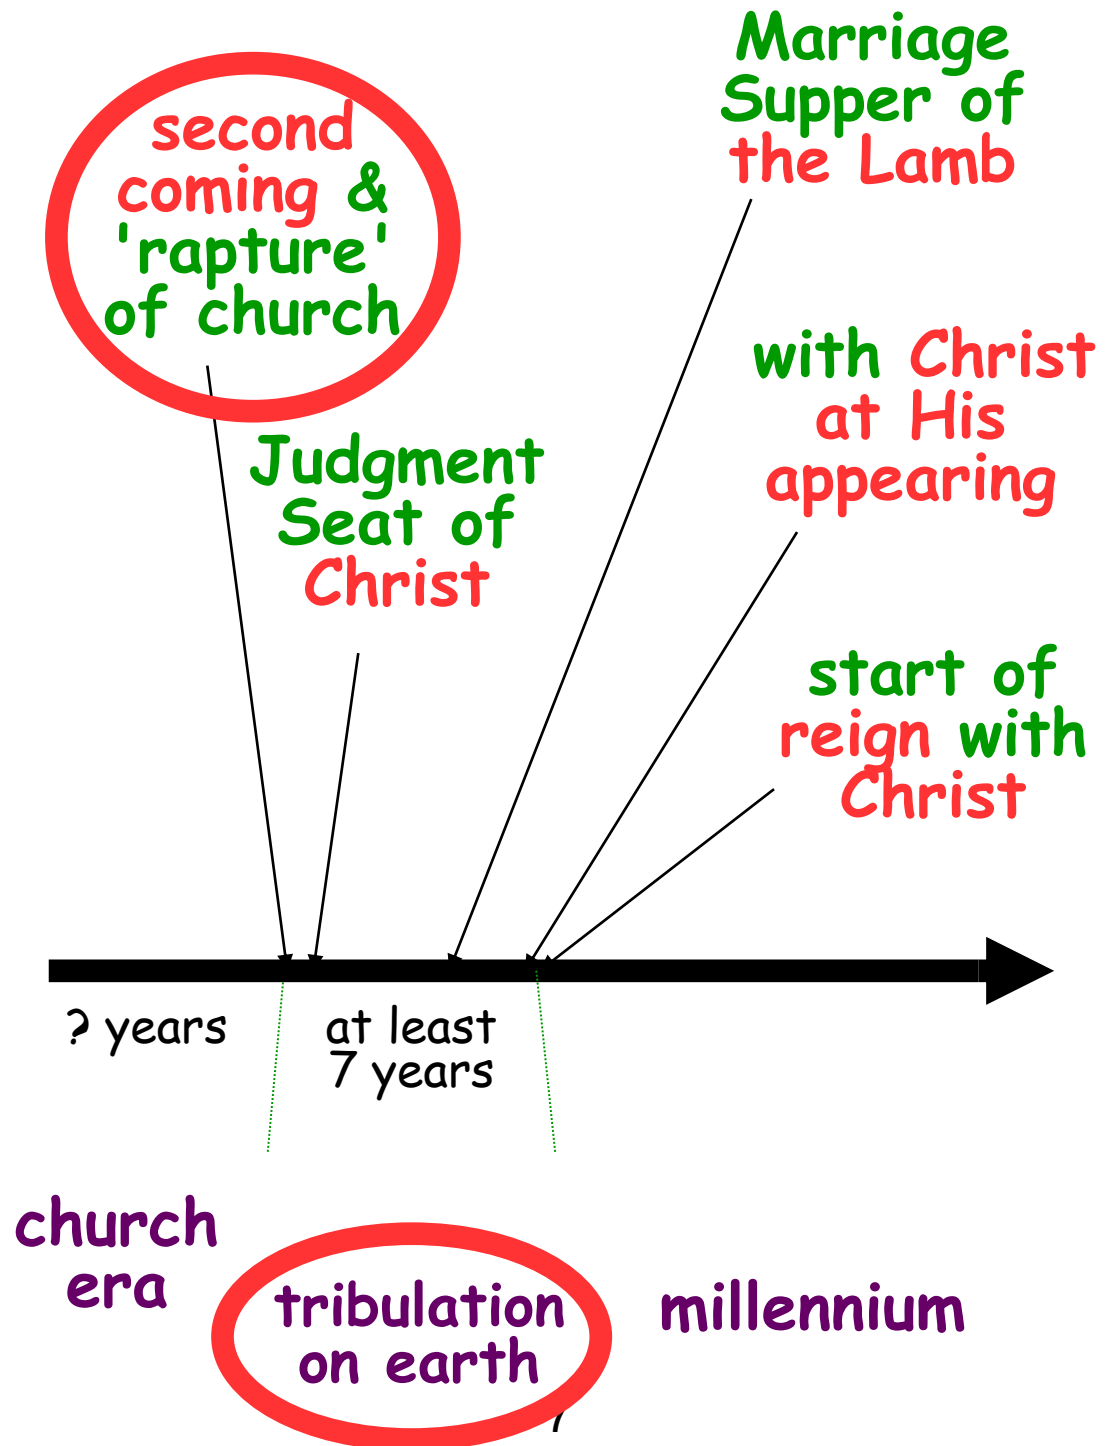 Marriage
Supper of
the Lamb
second
coming &
'rapture'
of church
with Christ
at His
appearing
Judgment
Seat of
Christ
start of
reign with
Christ
? years
at least
7 years
church
era
tribulation
on earth
millennium